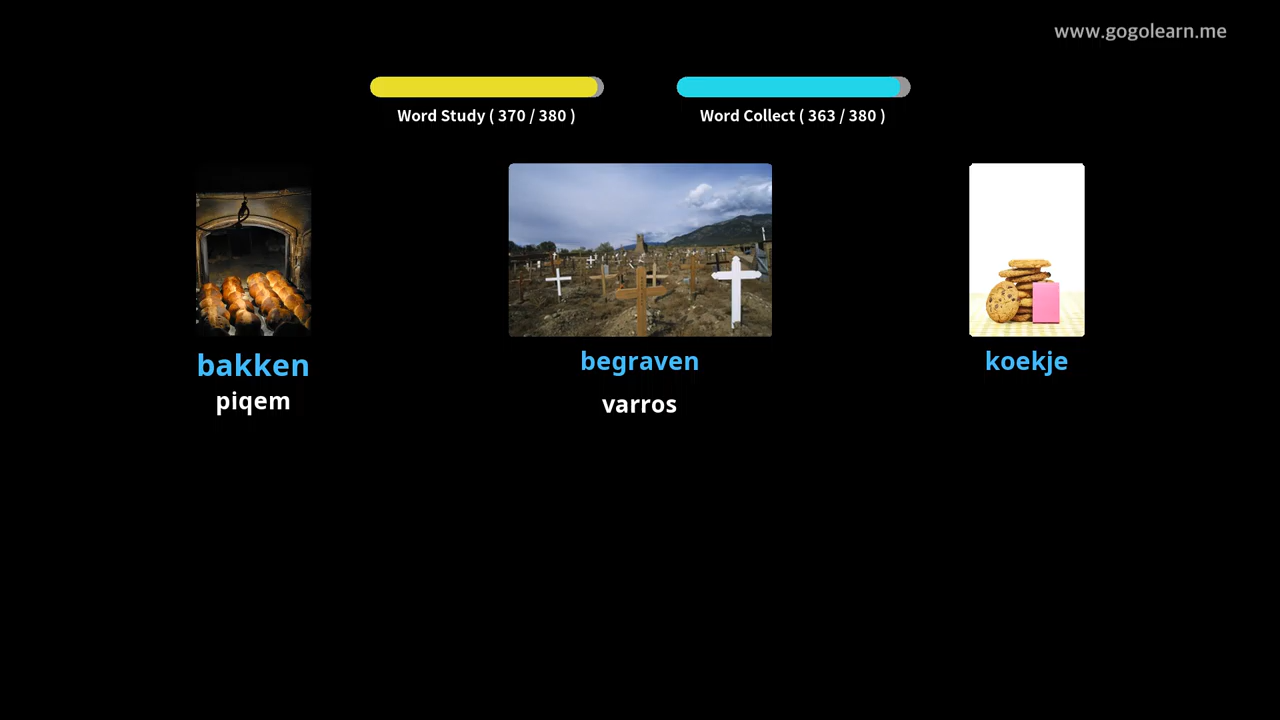 www.gogolearn.me
Word Study ( 370 / 380 )
Word Collect ( 363 / 380 )
bakken
piqem
begraven
varros
koekje